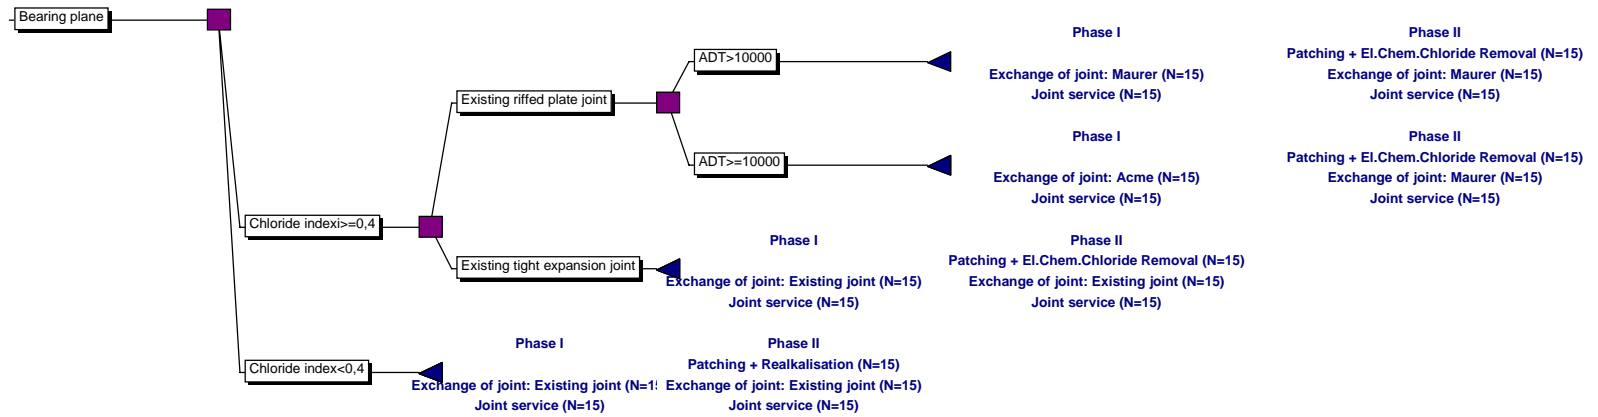 Bearing plane
Phase I
Phase II
ADT>10000
Patching + El.Chem.Chloride Removal (N=15)
Exchange of joint: Maurer (N=15)
Exchange of joint: Maurer (N=15)
Joint service (N=15)
Joint service (N=15)
Existing riffed plate joint
Phase I
Phase II
ADT>=10000
Patching + El.Chem.Chloride Removal (N=15)
Exchange of joint: Acme (N=15)
Exchange of joint: Maurer (N=15)
Joint service (N=15)
Joint service (N=15)
Chloride indexi>=0,4
Phase I
Phase II
Existing tight expansion joint
Patching + El.Chem.Chloride Removal (N=15)
Exchange of joint: Existing joint (N=15)
Exchange of joint: Existing joint (N=15)
Joint service (N=15)
Joint service (N=15)
Phase I
Phase II
Chloride index<0,4
Patching + Realkalisation (N=15)
Exchange of joint: Existing joint (N=1
Exchange of joint: Existing joint (N=15)
Joint service (N=15)
Joint service (N=15)